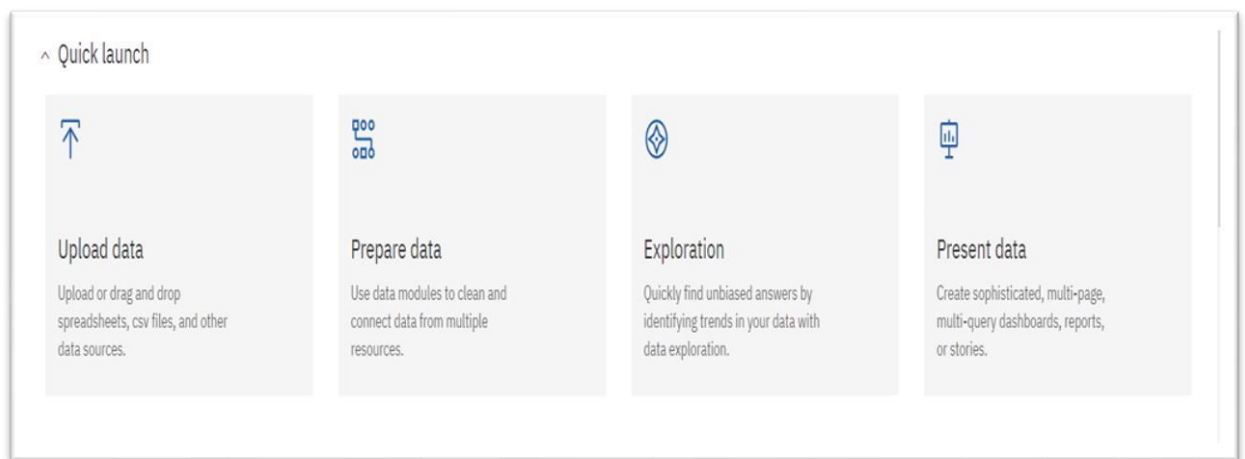 Quick launch
Upload data
Upload or drag and drop
spreadsheets, csv files, and other
data sources.
Prepare data
Use data modules to clean and
connect data from multiple
resources.
Exploration
Quickly find unbiased answers by
identifying trends in your data with
data exploration.
Present data
Create sophisticated, multi-page,
multi-query dashboards, reports,
or stories.